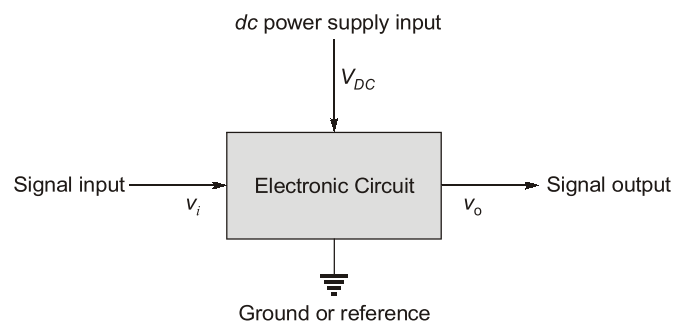 dc power supply input
V_DC
Signal input
Electronic Circuit
Signal output
v_i
v_o
Ground or reference